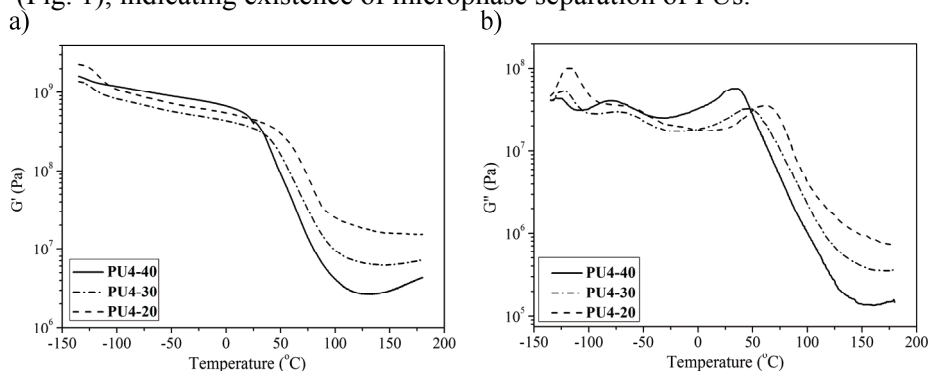 (Fig. 1), indicating existence of microphase separation of PUs.
a)
b)
10⁹
10⁸
10⁷
10⁶
G' (Pa)
PU4-40
PU4-30
PU4-20
-150 -100 -50 0 50 100 150 200
Temperature (°C)
10⁸
10⁷
10⁶
10⁵
G" (Pa)
PU4-40
PU4-30
PU4-20
-150 -100 -50 0 50 100 150 200
Temperature (°C)